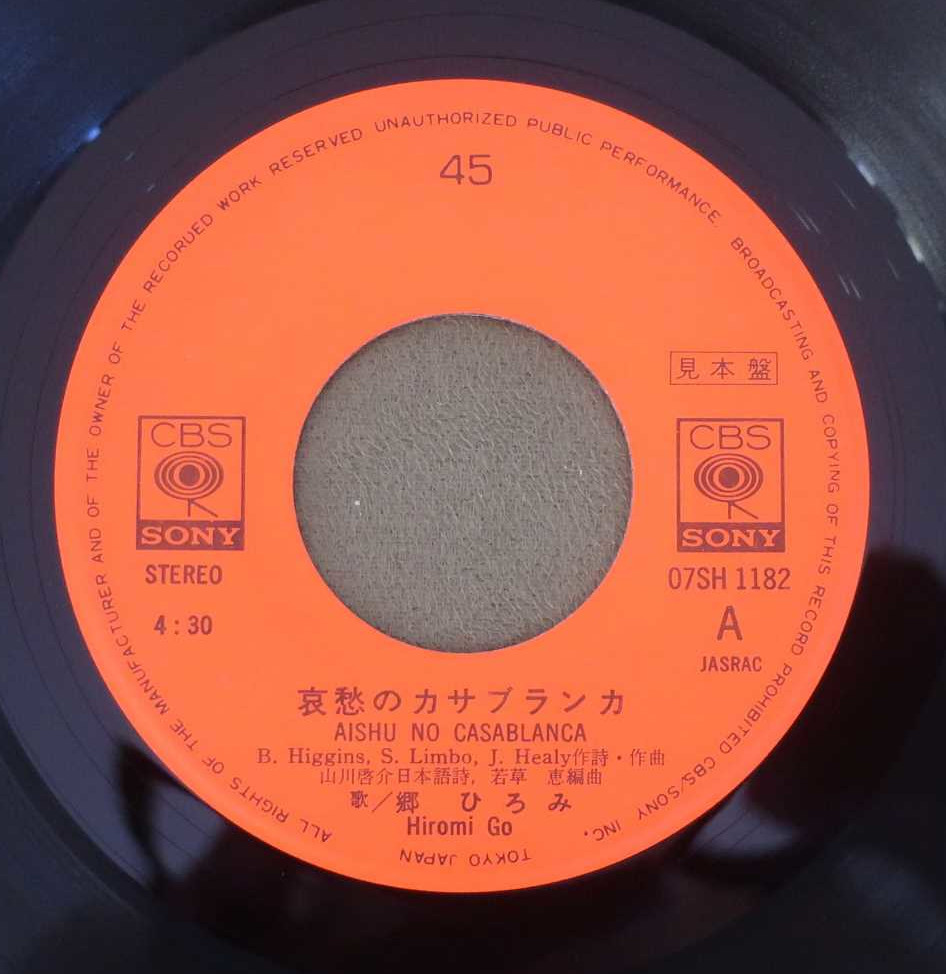 ALL RIGHTS OF THE MANUFACTURER AND OF THE OWNER OF THE RECORDED WORK RESERVED UNAUTHORIZED PUBLIC PERFORMANCE. BROADCASTING AND COPYING OF THIS RECORD PROHIBITED CBS/SONY INC.
TOKYO JAPAN
45
見本盤
CBS
SONY
STEREO
4:30
CBS
SONY
07SH 1182
A
JASRAC
哀愁のカサブランカ
AISHU NO CASABLANCA
B. Higgins, S. Limbo, J. Healy作詩・作曲
山川啓介日本語詩, 若草 恵編曲
歌/郷 ひろみ
Hiromi Go